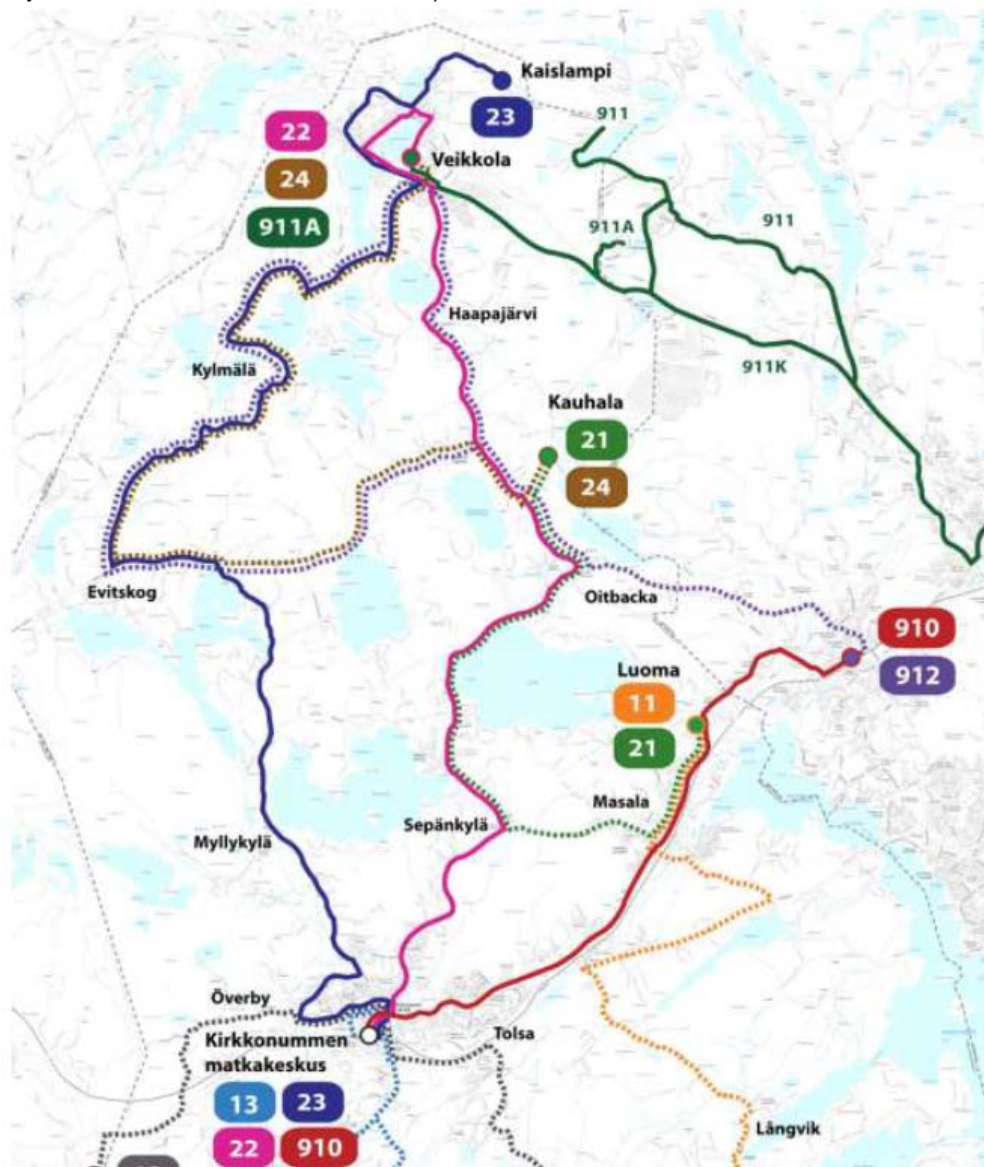 Kaislampi
23
22
24
911A
Veikkola
911
911A
911
911K
Haapajärvi
Kylmälä
Kauhala
21
24
Evitskog
Oitbacka
910
912
Luoma
11
21
Masala
Sepänkylä
Myllykylä
Överby
Kirkkonummen
matkakeskus
Tolsa
13
23
22
910
Långvik